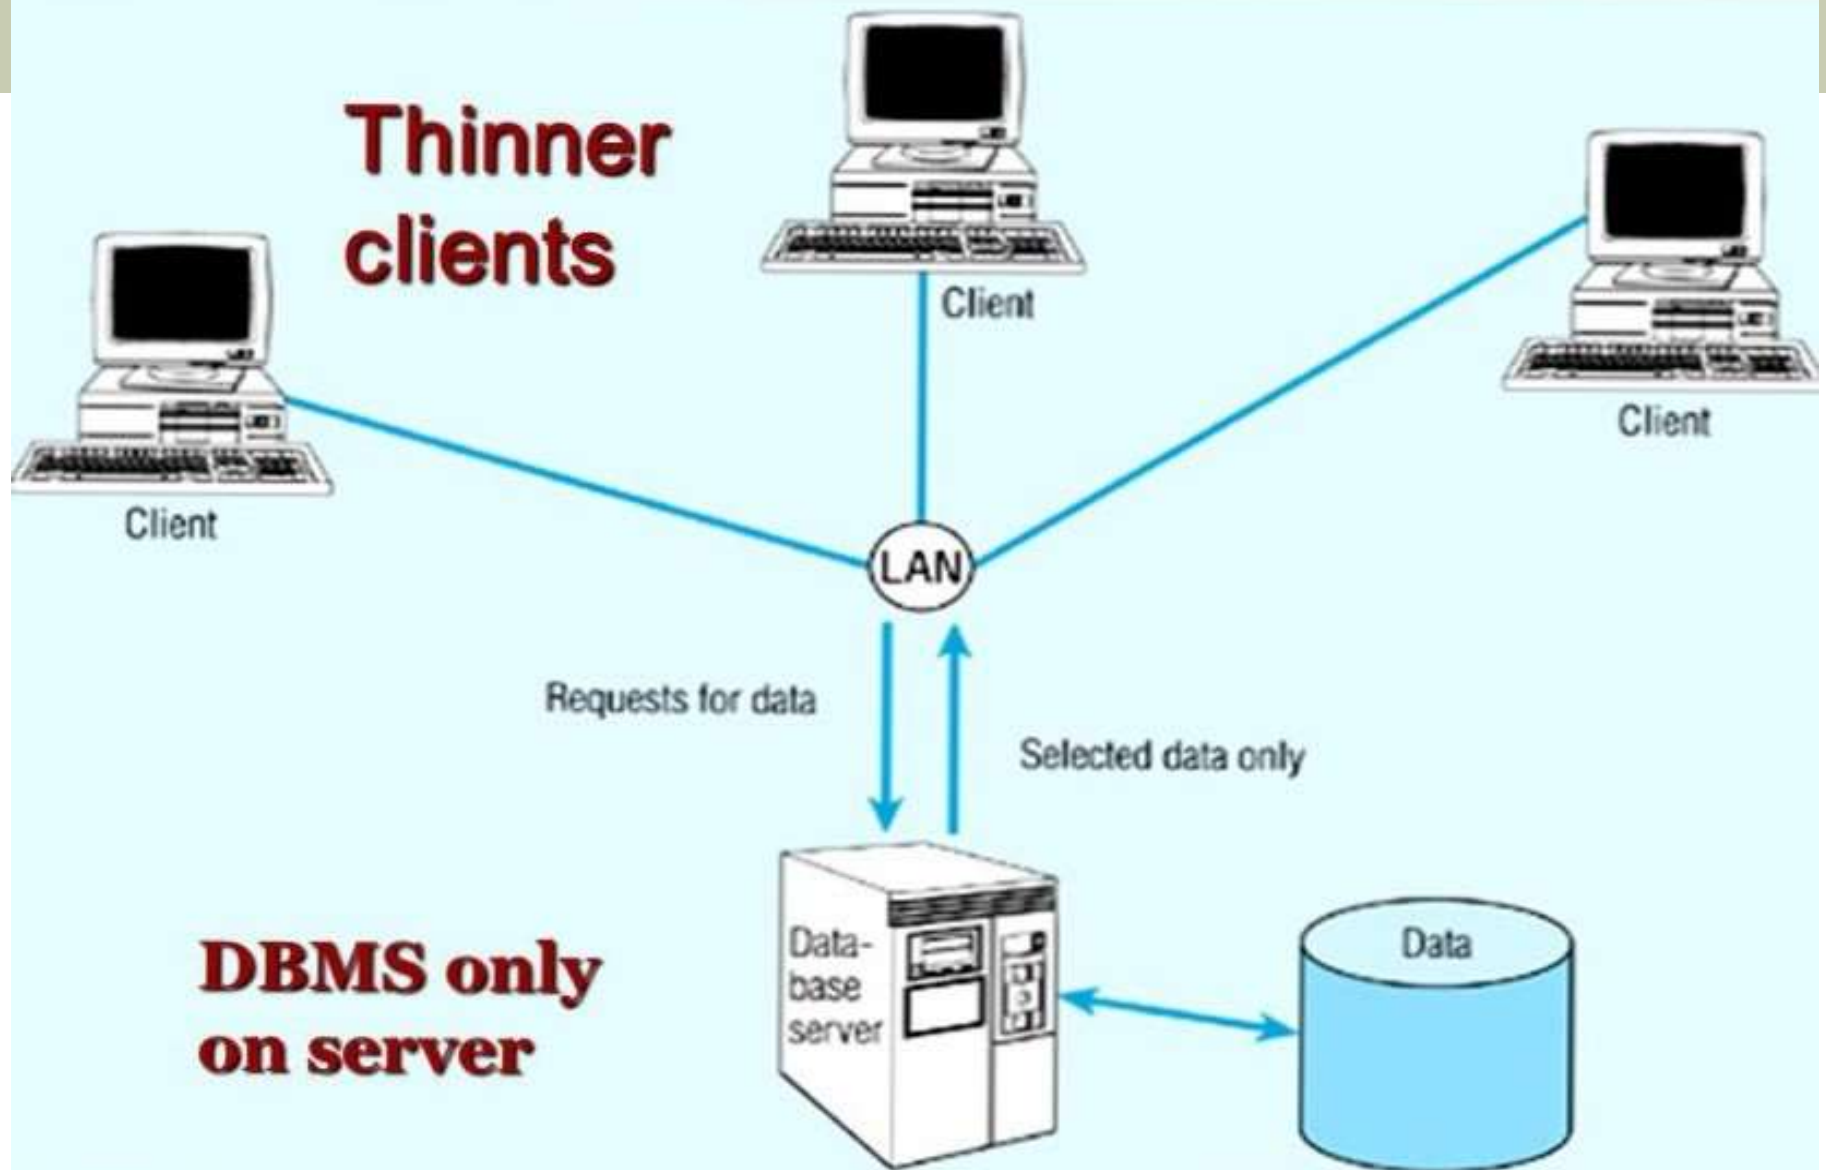 Thinner
clients
Client
Client
Client
LAN
Requests for data
Selected data only
Data-
base
server
Data
DBMS only
on server